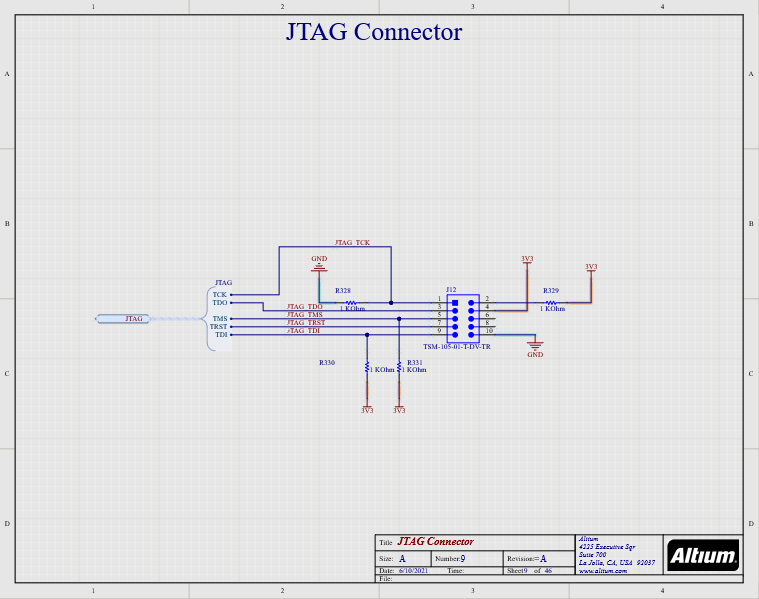 1 2 3 4
JTAG Connector
A A
B B
JTAG_TCK
GND
3V3
3V3
JTAG
R328
J12
R329
TCK
TDO
1 KOhm
1 2
1 KOhm
JTAG_TDO
3 4
JTAG
TMS
JTAG_TMS
5 6
TRST
JTAG_TRST
7 8
TDI
JTAG_TDI
9 10
TSM-105-01-T-DV-TR
GND
R330
1 KOhm
R331
1 KOhm
3V3
3V3
C C
D D
Title JTAG Connector
Size: A Number:9 Revision:=A
Date: 6/10/2021 Time: Sheet9 of 46
File:
Altium
4225 Executive Sqr
Suite 700
La Jolla, CA, USA 92037
www.altium.com
Altium.
1 2 3 4